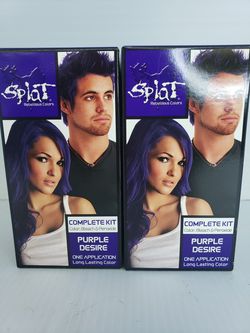 Splat
Rebellious Colors
COMPLETE KIT
Color, Bleach & Peroxide
PURPLE
DESIRE
ONE APPLICATION
Long Lasting Color
Splat
Rebellious Colors
COMPLETE KIT
Color, Bleach & Peroxide
PURPLE
DESIRE
ONE APPLICATION
Long Lasting Color